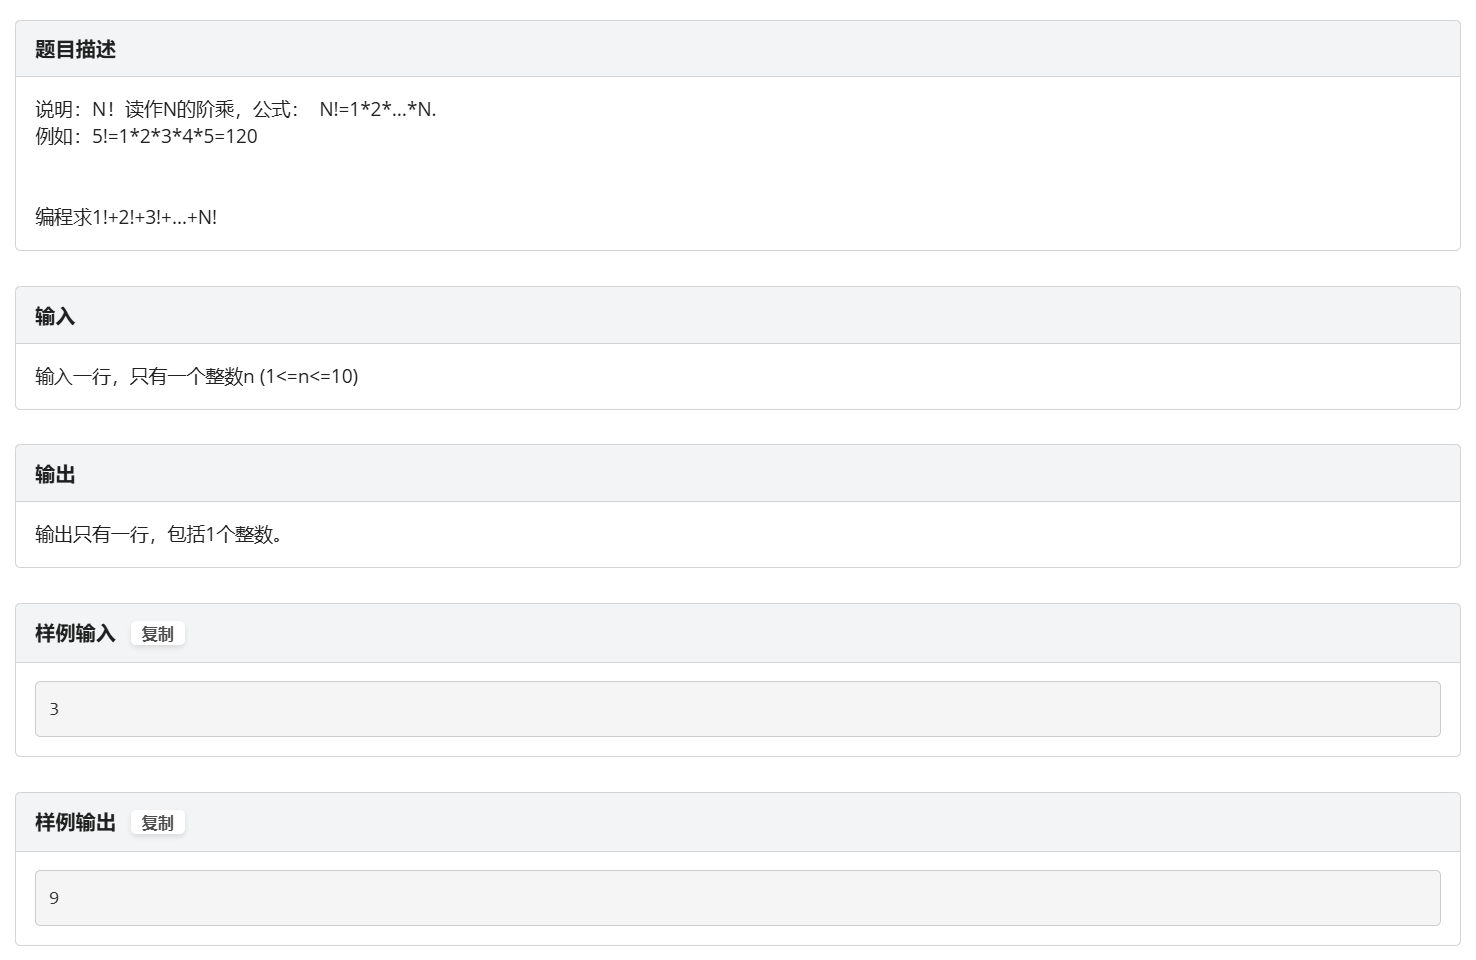 题目描述
说明：N！读作N的阶乘，公式： N!=1*2*...*N.
例如：5!=1*2*3*4*5=120
编程求1!+2!+3!+...+N!
输入
输入一行，只有一个整数n (1<=n<=10)
输出
输出只有一行，包括1个整数。
样例输入 复制
3
样例输出 复制
9